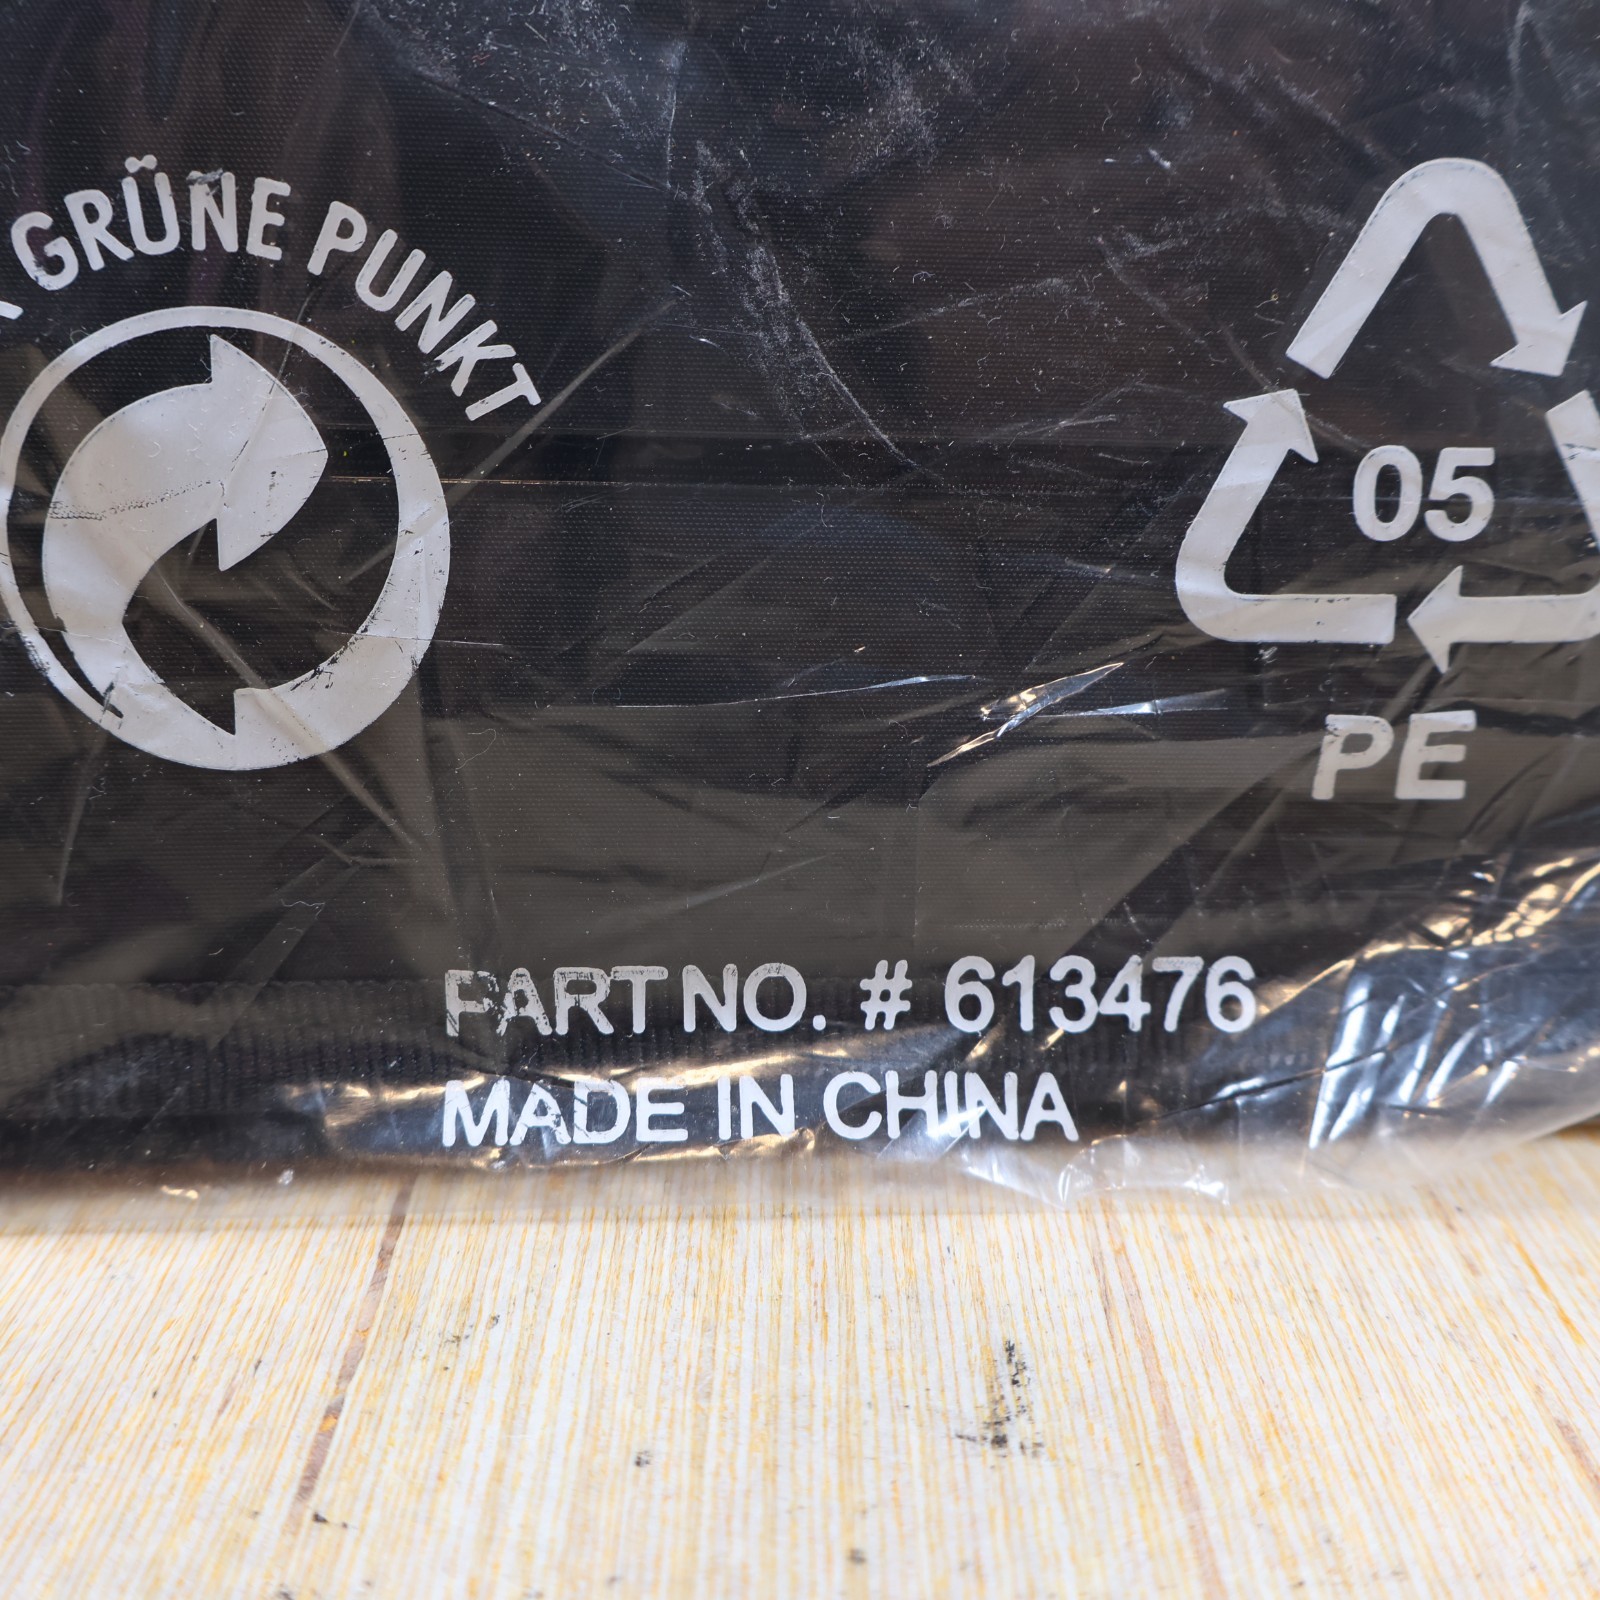 GRÜNE PUNKT
05
PE
PART NO. # 613476
MADE IN CHINA